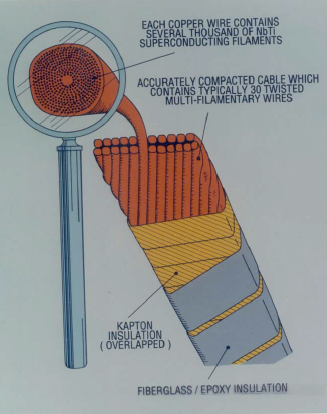 EACH COPPER WIRE CONTAINS
SEVERAL THOUSAND OF NbTi
SUPERCONDUCTING FILAMENTS
ACCURATELY COMPACTED CABLE WHICH
CONTAINS TYPICALLY 30 TWISTED
MULTI-FILAMENTARY WIRES
KAPTON
INSULATION
( OVERLAPPED )
FIBERGLASS / EPOXY INSULATION